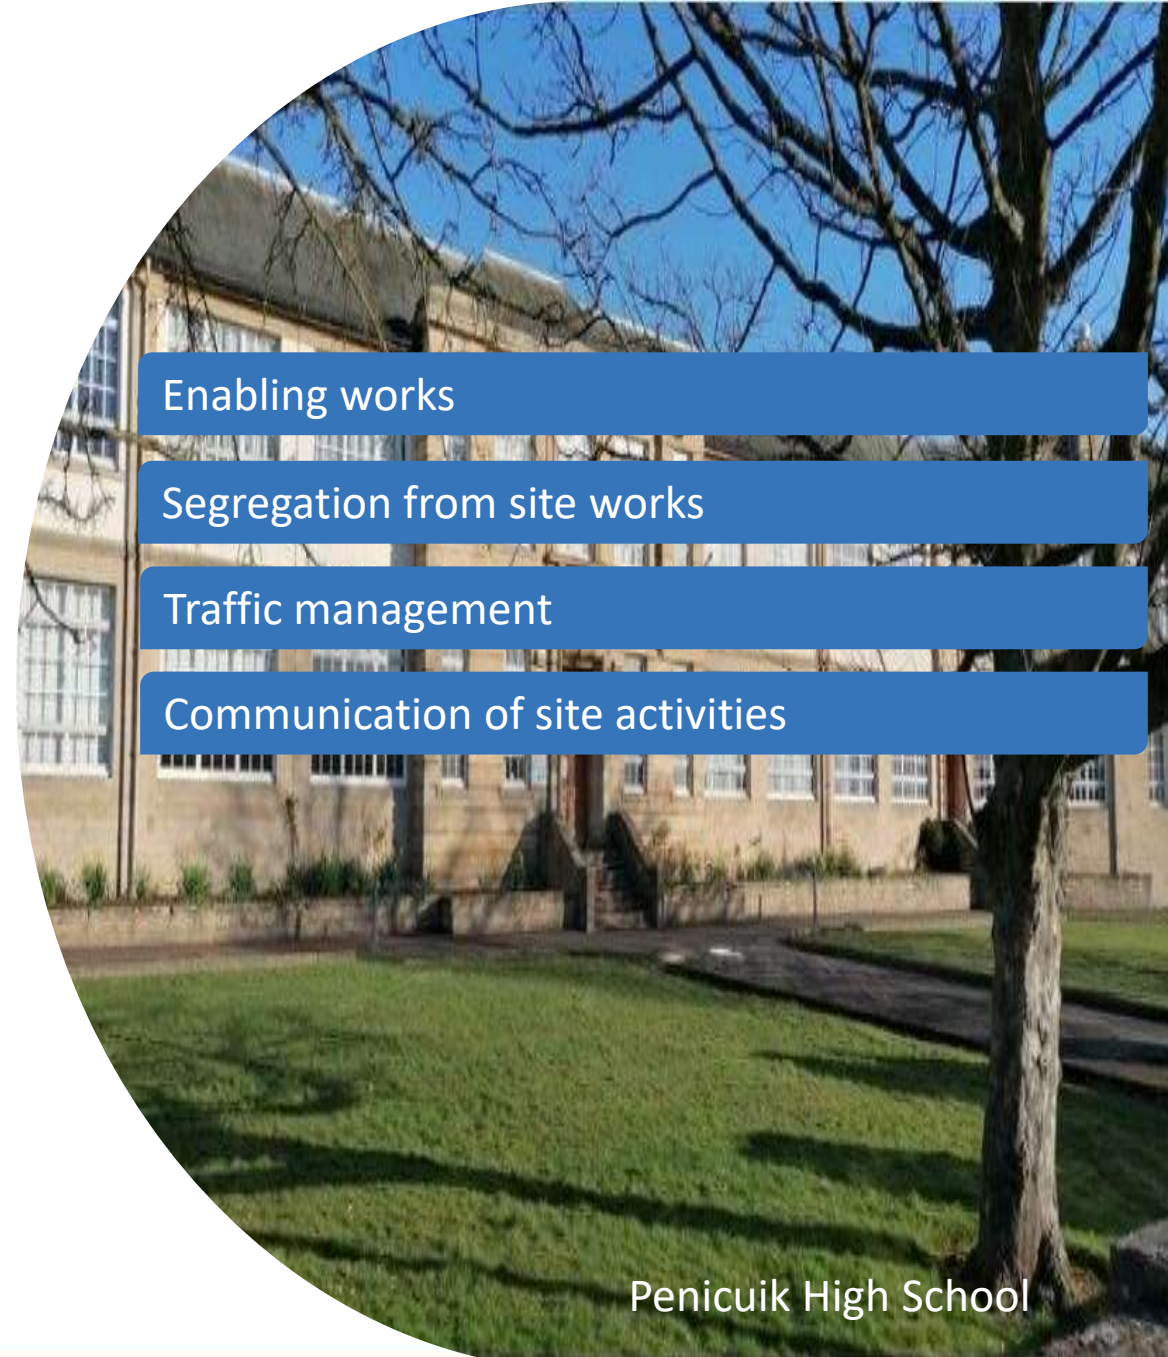 Enabling works
Segregation from site works
Traffic management
Communication of site activities
Penicuik High School